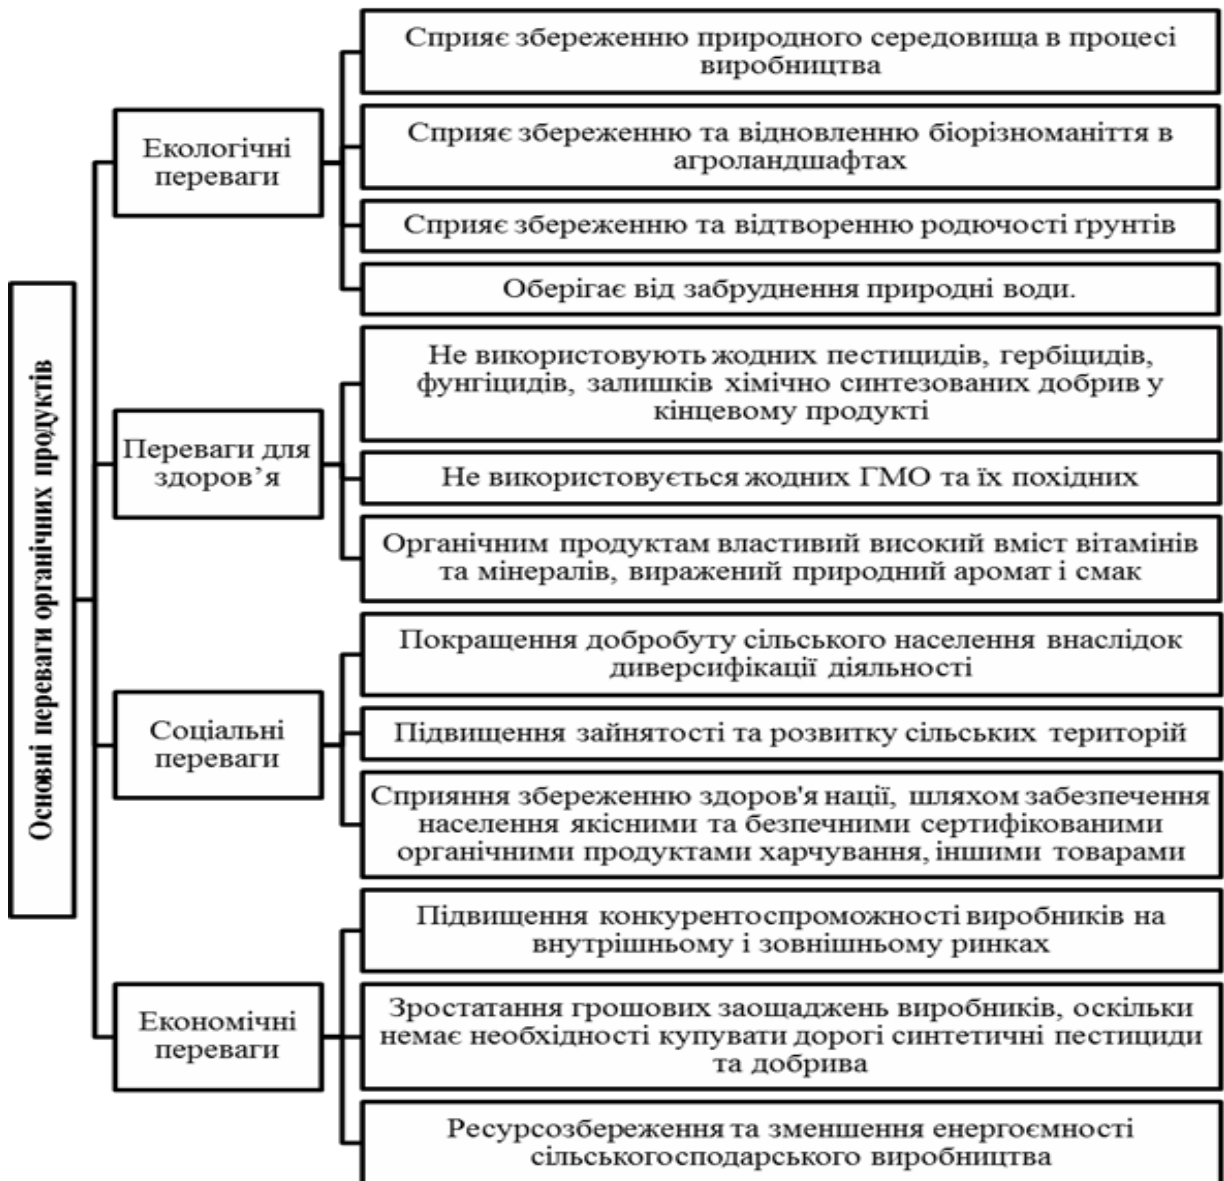 Основні переваги органічних продуктів
Екологічні
переваги
Сприяє збереженню природного середовища в процесі
виробництва
Сприяє збереженню та відновленню біорізноманіття в
агроландшафтах
Сприяє збереженню та відтворенню родючості ґрунтів
Оберігає від забруднення природні води.
Переваги для
здоров’я
Не використовують жодних пестицидів, гербіцидів,
фунгіцидів, залишків хімічно синтезованих добрив у
кінцевому продукті
Не використовується жодних ГМО та їх похідних
Органічним продуктам властивий високий вміст вітамінів
та мінералів, виражений природний аромат і смак
Соціальні
переваги
Покращення добробуту сільського населення внаслідок
диверсифікації діяльності
Підвищення зайнятості та розвитку сільських територій
Сприяння збереженню здоров'я нації, шляхом забезпечення
населення якісними та безпечними сертифікованими
органічними продуктами харчування, іншими товарами
Економічні
переваги
Підвищення конкурентоспроможності виробників на
внутрішньому і зовнішньому ринках
Зростатання грошових заощаджень виробників, оскільки
немає необхідності купувати дорогі синтетичні пестициди
та добрива
Ресурсозбереження та зменшення енергоємності
сільськогосподарського виробництва